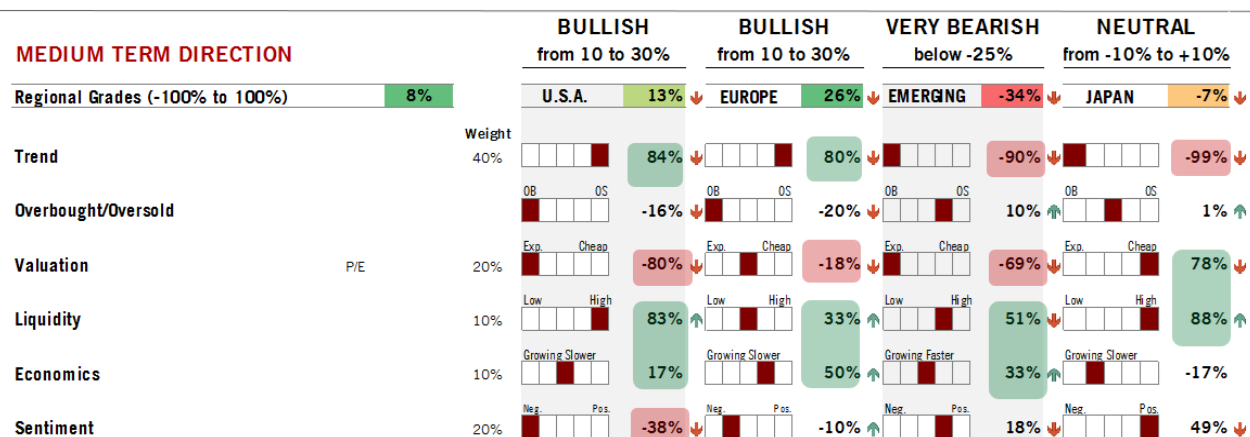 BULLISH BULLISH VERY BEARISH NEUTRAL
MEDIUM TERM DIRECTION from 10 to 30% from 10 to 30% below -25% from -10% to +10%
Regional Grades (-100% to 100%) 8% U.S.A. 13% EUROPE 26% EMERGING -34% JAPAN -7%
Weight
Trend 40% 84% 80% -90% -99%
OB OS OB OS OB OS OB OS
Overbought/Oversold -16% -20% 10% 1%
Exp. Cheap Exp. Cheap Exp. Cheap Exp. Cheap
Valuation P/E 20% -80% -18% -69% 78%
Low High Low High Low High Low High
Liquidity 10% 83% 33% 51% 88%
Growing Slower Growing Slower Growing Faster Growing Slower
Economics 10% 17% 50% 33% -17%
Neg. Pos. Neg. Pos. Neg. Pos. Neg. Pos.
Sentiment 20% -38% -10% 18% 49%